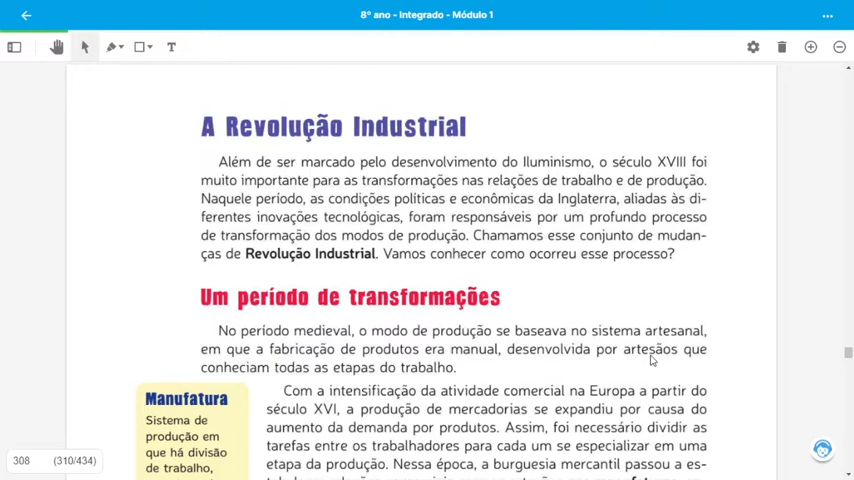 8º ano - Integrado - Módulo 1
T
A Revolução Industrial
Além de ser marcado pelo desenvolvimento do Iluminismo, o século XVIII foi
muito importante para as transformações nas relações de trabalho e de produção.
Naquele período, as condições políticas e econômicas da Inglaterra, aliadas às di-
ferentes inovações tecnológicas, foram responsáveis por um profundo processo
de transformação dos modos de produção. Chamamos esse conjunto de mudan-
ças de Revolução Industrial. Vamos conhecer como ocorreu esse processo?
Um período de transformações
No período medieval, o modo de produção se baseava no sistema artesanal,
em que a fabricação de produtos era manual, desenvolvida por artesãos que
conheciam todas as etapas do trabalho.
Com a intensificação da atividade comercial na Europa a partir do
século XVI, a produção de mercadorias se expandiu por causa do
aumento da demanda por produtos. Assim, foi necessário dividir as
tarefas entre os trabalhadores para cada um se especializar em uma
etapa da produção. Nessa época, a burguesia mercantil passou a es-
Manufatura
Sistema de
produção em
que há divisão
de trabalho,
308 (310/434)